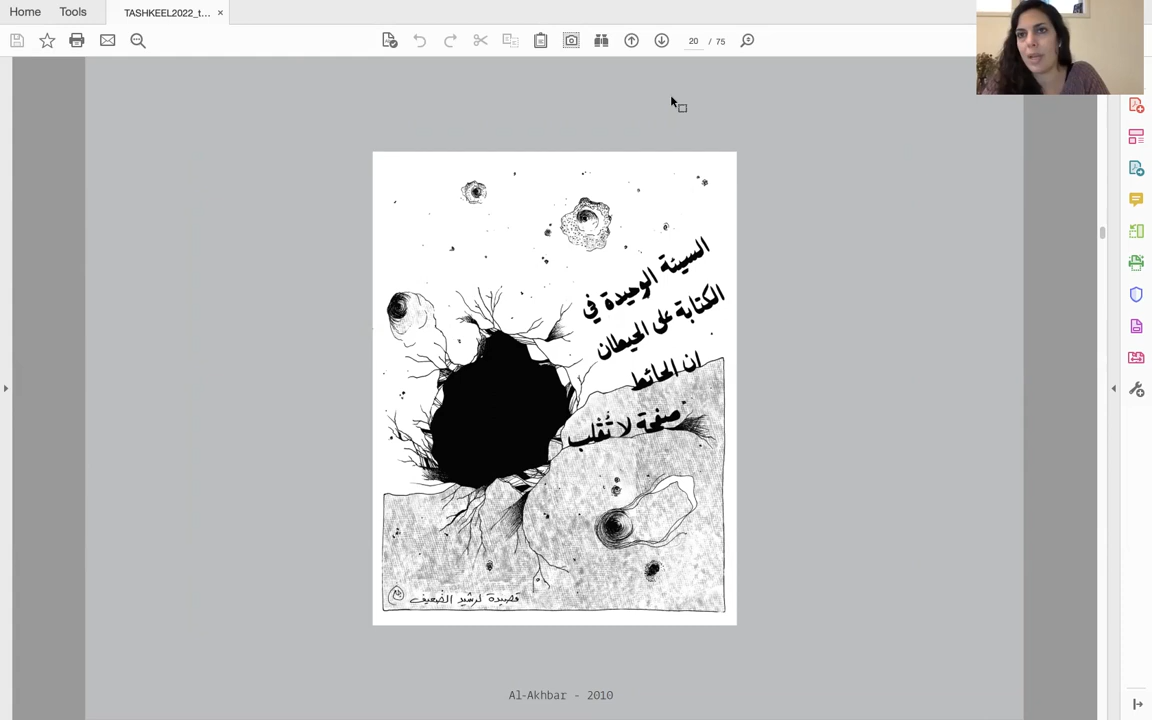 Home
Tools
TASHKEEL2022_t...
20 / 75
السيئة الوحيدة في
الكتابة على الحيطان
ان الحائط
صفحة لا تُقلب
قصيدة لرشيد الضعيف
Al-Akhbar - 2010